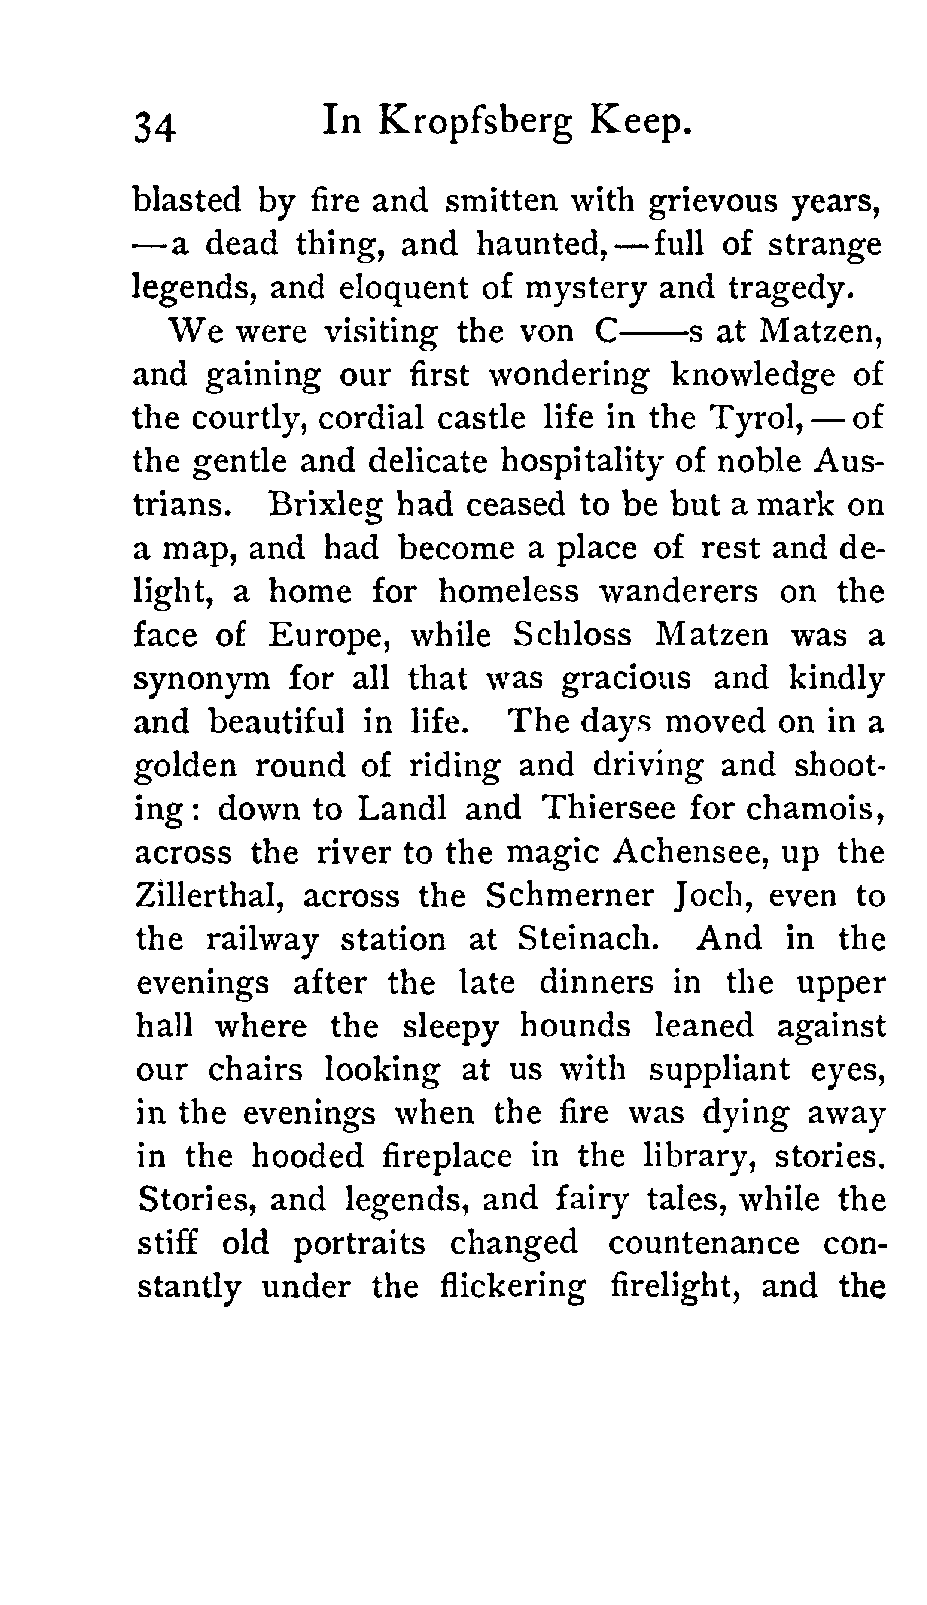 34 In Kropfsberg Keep.
blasted by fire and smitten with grievous years,
—a dead thing, and haunted,—full of strange
legends, and eloquent of mystery and tragedy.
We were visiting the von C——s at Matzen,
and gaining our first wondering knowledge of
the courtly, cordial castle life in the Tyrol,—of
the gentle and delicate hospitality of noble Aus-
trians. Brixleg had ceased to be but a mark on
a map, and had become a place of rest and de-
light, a home for homeless wanderers on the
face of Europe, while Schloss Matzen was a
synonym for all that was gracious and kindly
and beautiful in life. The days moved on in a
golden round of riding and driving and shoot-
ing: down to Landl and Thiersee for chamois,
across the river to the magic Achensee, up the
Zillerthal, across the Schmerner Joch, even to
the railway station at Steinach. And in the
evenings after the late dinners in the upper
hall where the sleepy hounds leaned against
our chairs looking at us with suppliant eyes,
in the evenings when the fire was dying away
in the hooded fireplace in the library, stories.
Stories, and legends, and fairy tales, while the
stiff old portraits changed countenance con-
stantly under the flickering firelight, and the